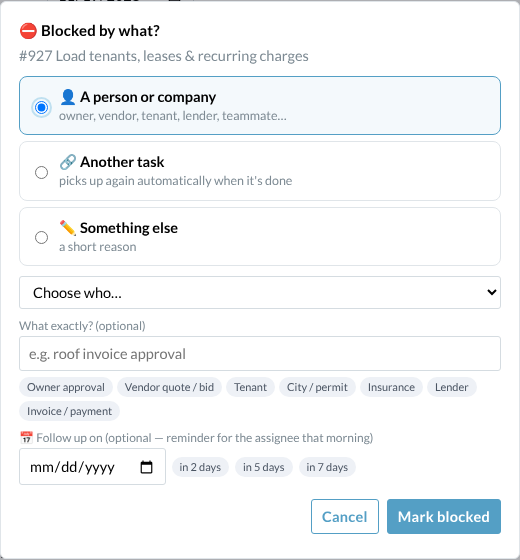 Blocked by what?
#927 Load tenants, leases & recurring charges
A person or company
owner, vendor, tenant, lender, teammate...
Another task
picks up again automatically when it's done
Something else
a short reason
Choose who...
What exactly? (optional)
e.g. roof invoice approval
Owner approval Vendor quote / bid Tenant City / permit Insurance Lender
Invoice / payment
Follow up on (optional — reminder for the assignee that morning)
mm/dd/yyyy in 2 days in 5 days in 7 days
Cancel Mark blocked